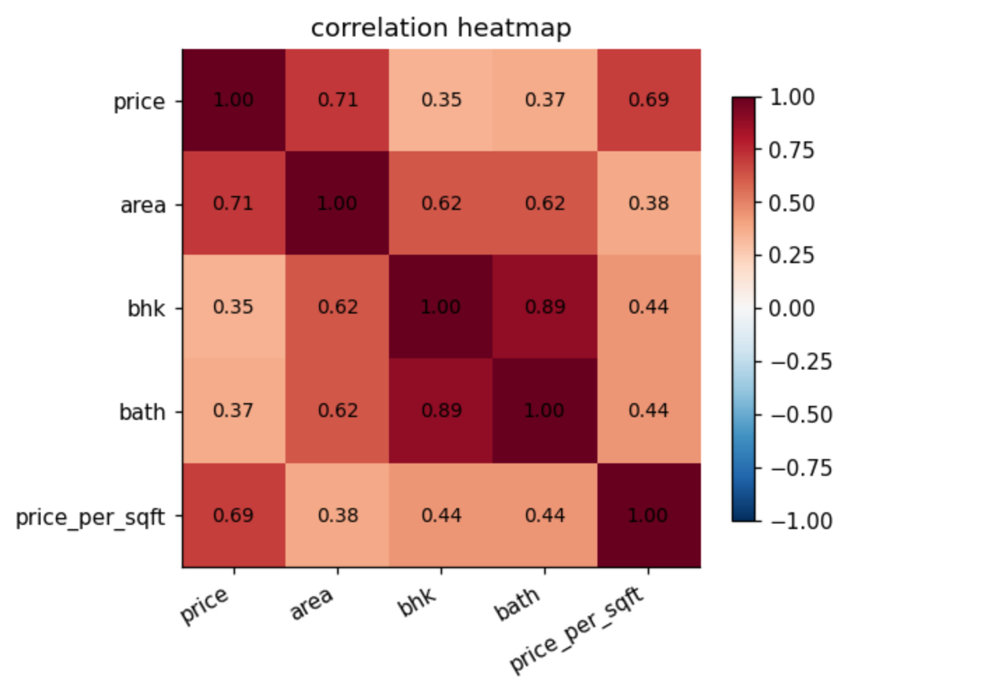 correlation heatmap
price 1.00 0.71 0.35 0.37 0.69
area 0.71 1.00 0.62 0.62 0.38
bhk 0.35 0.62 1.00 0.89 0.44
bath 0.37 0.62 0.89 1.00 0.44
price_per_sqft 0.69 0.38 0.44 0.44 1.00
price area bhk bath price_per_sqft
1.00
0.75
0.50
0.25
0.00
−0.25
−0.50
−0.75
−1.00